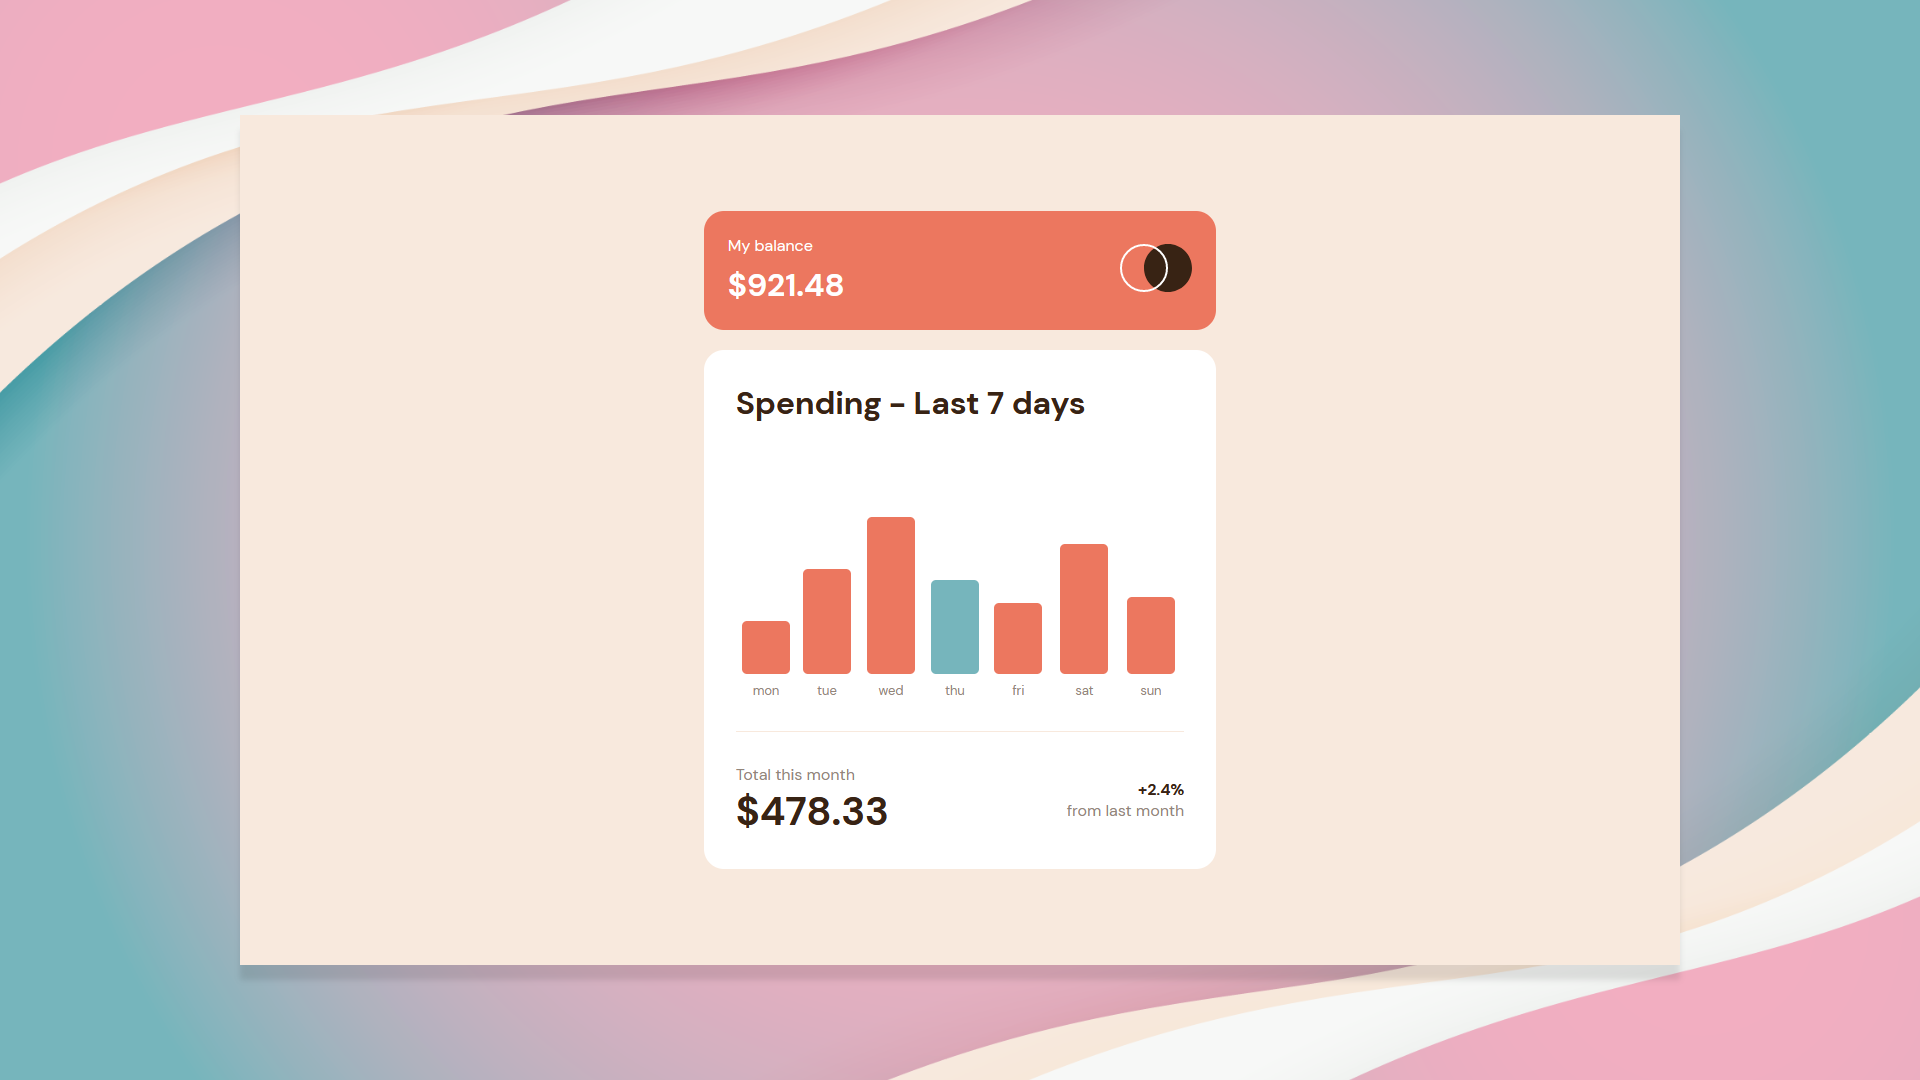 My balance
$921.48
Spending - Last 7 days
mon tue wed thu fri sat sun
Total this month
$478.33
+2.4%
from last month